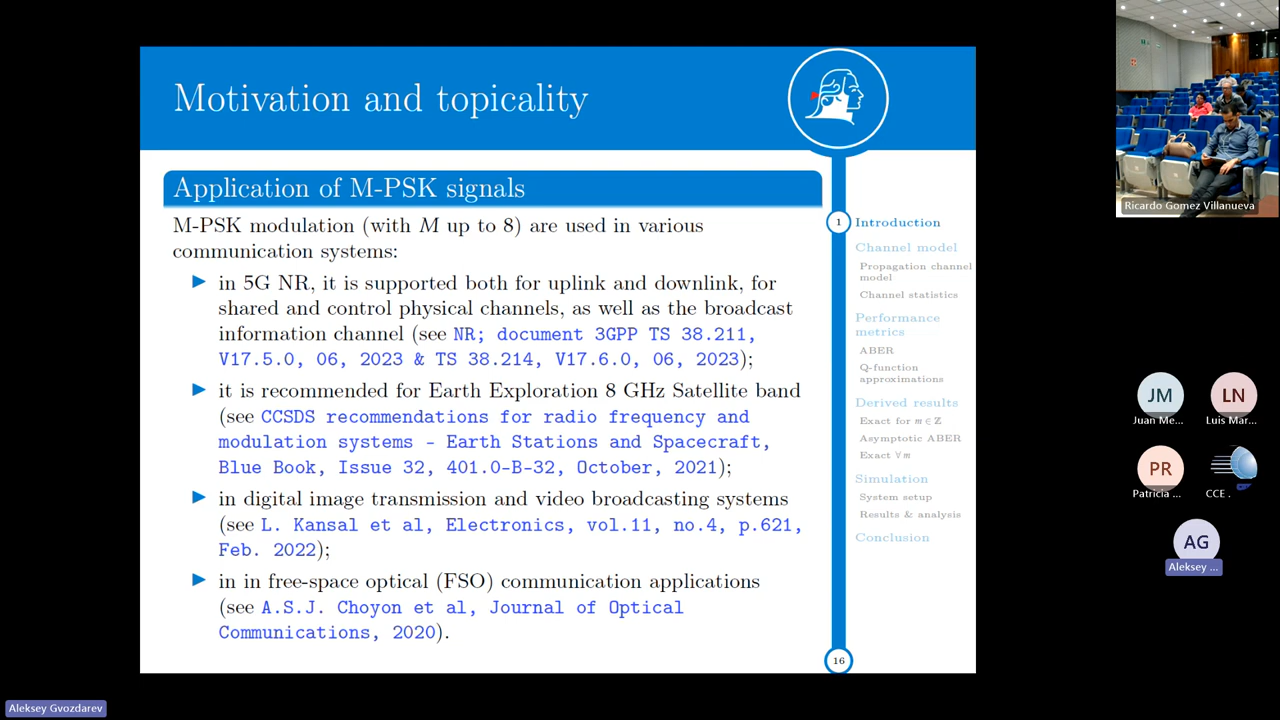 Motivation and topicality
Application of M-PSK signals
M-PSK modulation (with M up to 8) are used in various
communication systems:
in 5G NR, it is supported both for uplink and downlink, for
shared and control physical channels, as well as the broadcast
information channel (see NR; document 3GPP TS 38.211,
V17.5.0, 06, 2023 & TS 38.214, V17.6.0, 06, 2023);
it is recommended for Earth Exploration 8 GHz Satellite band
(see CCSDS recommendations for radio frequency and
modulation systems - Earth Stations and Spacecraft,
Blue Book, Issue 32, 401.0-B-32, October, 2021);
in digital image transmission and video broadcasting systems
(see L. Kansal et al, Electronics, vol.11, no.4, p.621,
Feb. 2022);
in in free-space optical (FSO) communication applications
(see A.S.J. Choyon et al, Journal of Optical
Communications, 2020).
1
Introduction
Channel model
Propagation channel
model
Channel statistics
Performance
metrics
ABER
Q-function
approximations
Derived results
Exact for m ∈ Z
Asymptotic ABER
Exact ∀ m
Simulation
System setup
Results & analysis
Conclusion
16
Ricardo Gomez Villanueva
JM
Juan Me...
LN
Luis Mar...
PR
Patricia ...
CCE .
AG
Aleksey ...
Aleksey Gvozdarev